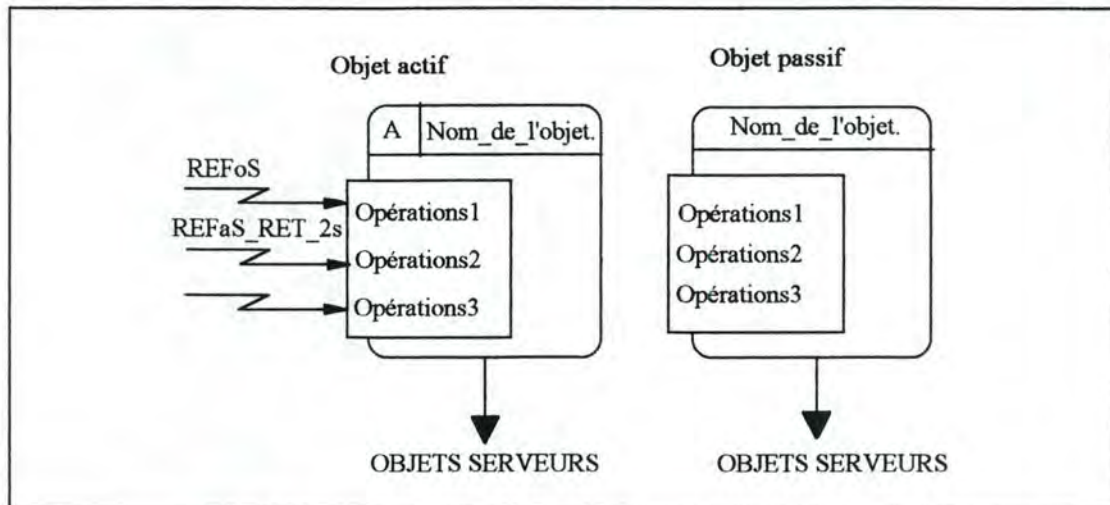 Objet actif
Objet passif
A
Nom_de_l'objet.
Nom_de_l'objet.
REFoS
REFaS_RET_2s
Opérations1
Opérations2
Opérations3
Opérations1
Opérations2
Opérations3
OBJETS SERVEURS
OBJETS SERVEURS